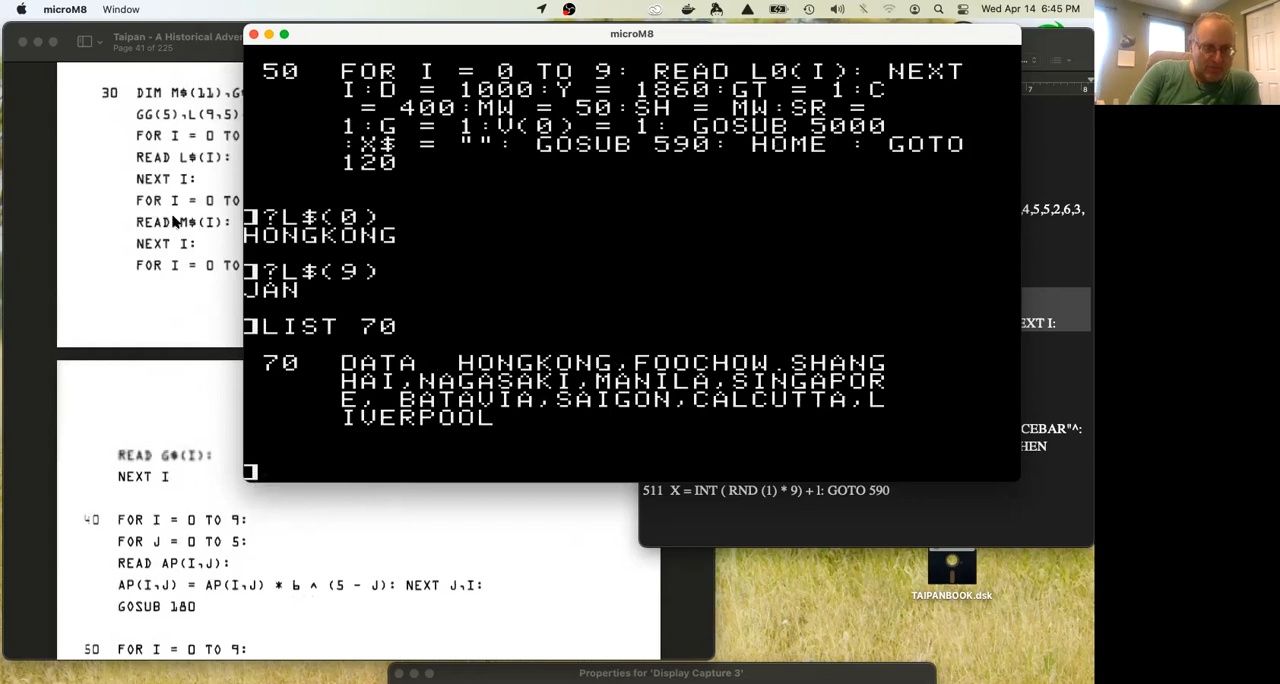 microM8 Window
Wed Apr 14 6:45 PM
Taipan - A Historical Adve
Page 41 of 225
30 DIM M$(11),G
GG(5),L(9,5)
FOR I = 0 TO
READ L$(I):
NEXT I:
FOR I = 0 TO
READ M$(I):
NEXT I:
FOR I = 0 TO
READ G$(I):
NEXT I
40 FOR I = 0 TO 9:
FOR J = 0 TO 5:
READ AP(I,J):
AP(I,J) = AP(I,J) * 6 ^ (5 - J): NEXT J,I:
GOSUB 180
50 FOR I = 0 TO 9:
microM8
50 FOR I = 0 TO 9: READ L0(I): NEXT
I:D = 1000:Y = 1860:GT = 1:C
= 400:MW = 50:SH = MW:SR =
1:G = 1:V(0) = 1: GOSUB 5000
:X$ = "": GOSUB 590: HOME : GOTO
120
]?L$(0)
HONGKONG
]?L$(9)
JAN
]LIST 70
70 DATA HONGKONG,FOOCHOW.SHANG
HAI,NAGASAKI,MANILA,SINGAPOR
E, BATAVIA,SAIGON,CALCUTTA,L
IVERPOOL
]
7 8
,4,5,5,2,6,3,
EXT I:
CEBAR"^:
HEN
511 X = INT ( RND (1) * 9) + l: GOTO 590
TAIPANBOOK.dsk
Properties for 'Display Capture 3'